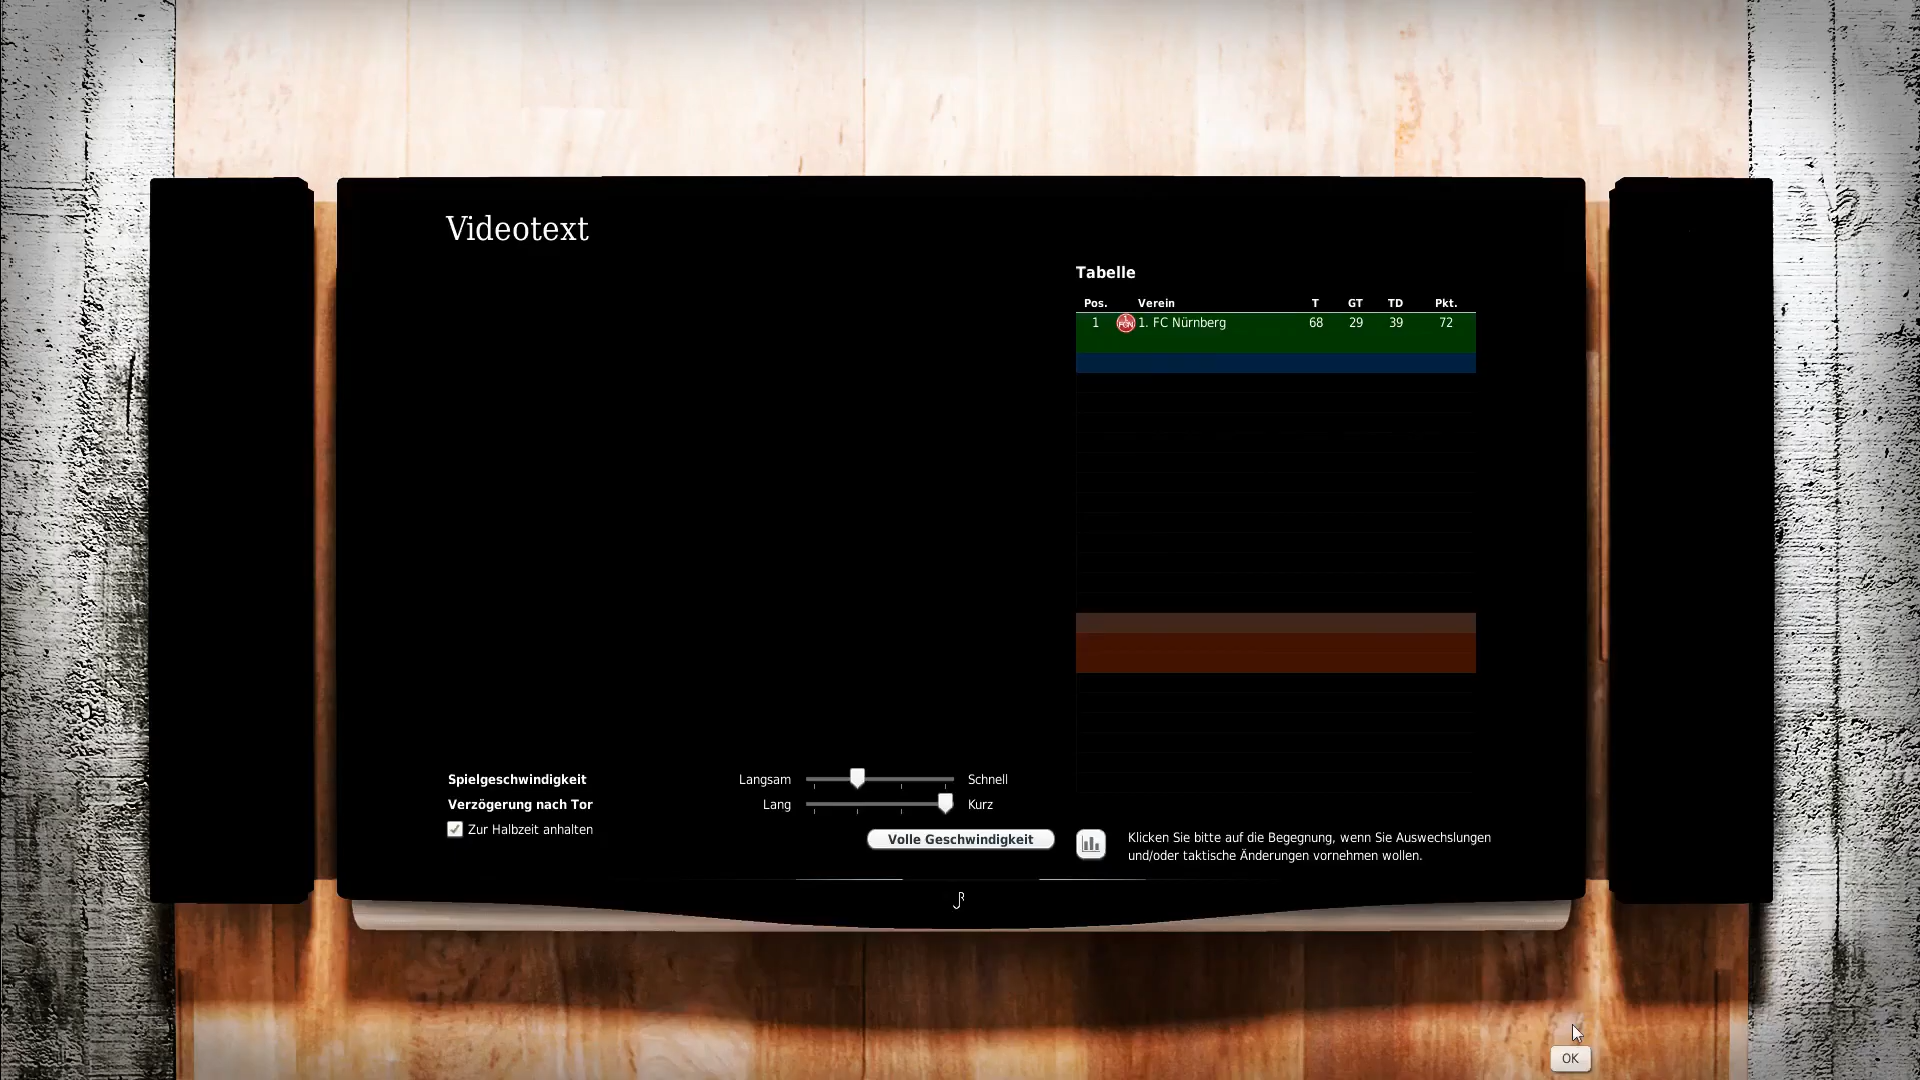 Videotext
Tabelle
Pos. Verein T GT TD Pkt.
1 1. FC Nürnberg 68 29 39 72
Spielgeschwindigkeit Langsam Schnell
Verzögerung nach Tor Lang Kurz
Zur Halbzeit anhalten
Volle Geschwindigkeit
Klicken Sie bitte auf die Begegnung, wenn Sie Auswechslungen
und/oder taktische Änderungen vornehmen wollen.
OK